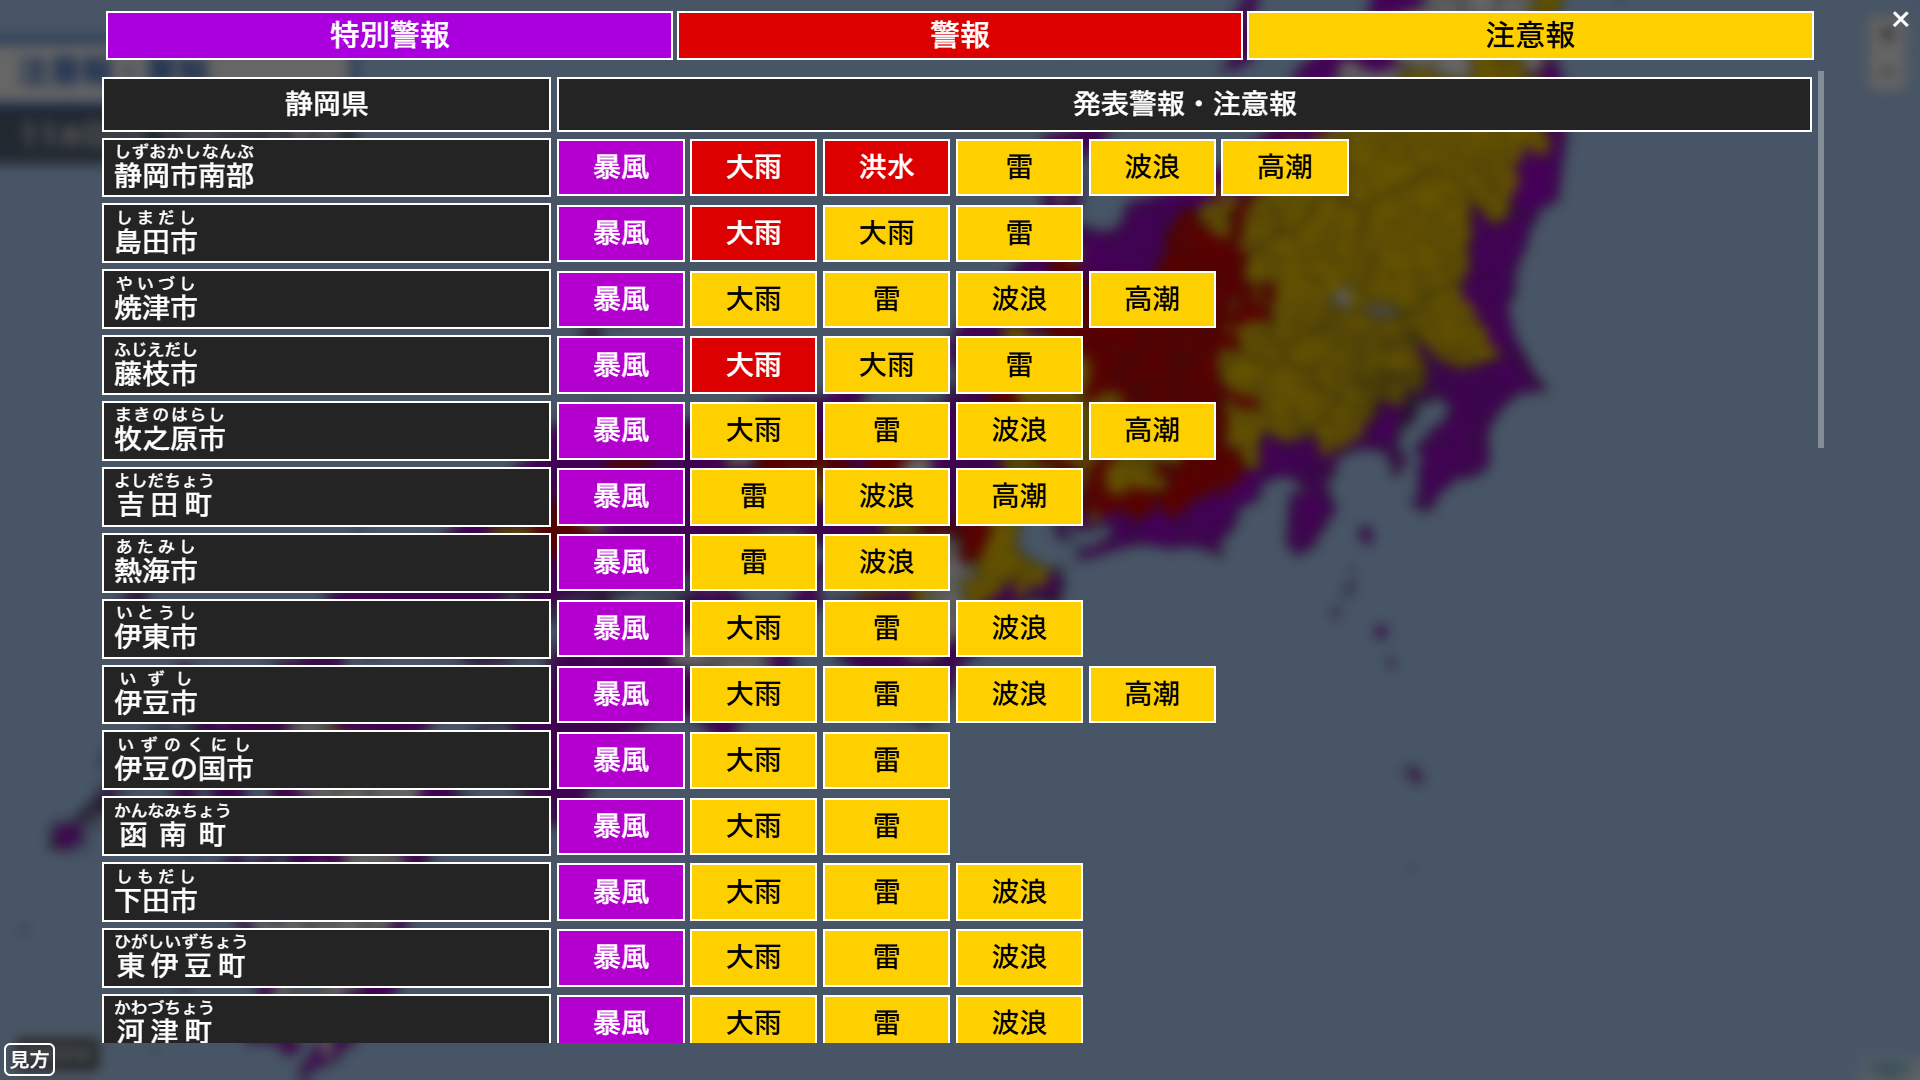 特別警報 警報 注意報
静岡県 発表警報・注意報
しずおかしなんぶ
静岡市南部 暴風 大雨 洪水 雷 波浪 高潮
しまだし
島田市 暴風 大雨 大雨 雷
やいづし
焼津市 暴風 大雨 雷 波浪 高潮
ふじえだし
藤枝市 暴風 大雨 大雨 雷
まきのはらし
牧之原市 暴風 大雨 雷 波浪 高潮
よしだちょう
吉田町 暴風 雷 波浪 高潮
あたみし
熱海市 暴風 雷 波浪
いとうし
伊東市 暴風 大雨 雷 波浪
いずし
伊豆市 暴風 大雨 雷 波浪 高潮
いずのくにし
伊豆の国市 暴風 大雨 雷
かんなみちょう
函南町 暴風 大雨 雷
しもだし
下田市 暴風 大雨 雷 波浪
ひがしいずちょう
東伊豆町 暴風 大雨 雷 波浪
かわづちょう
河津町 暴風 大雨 雷 波浪
見方